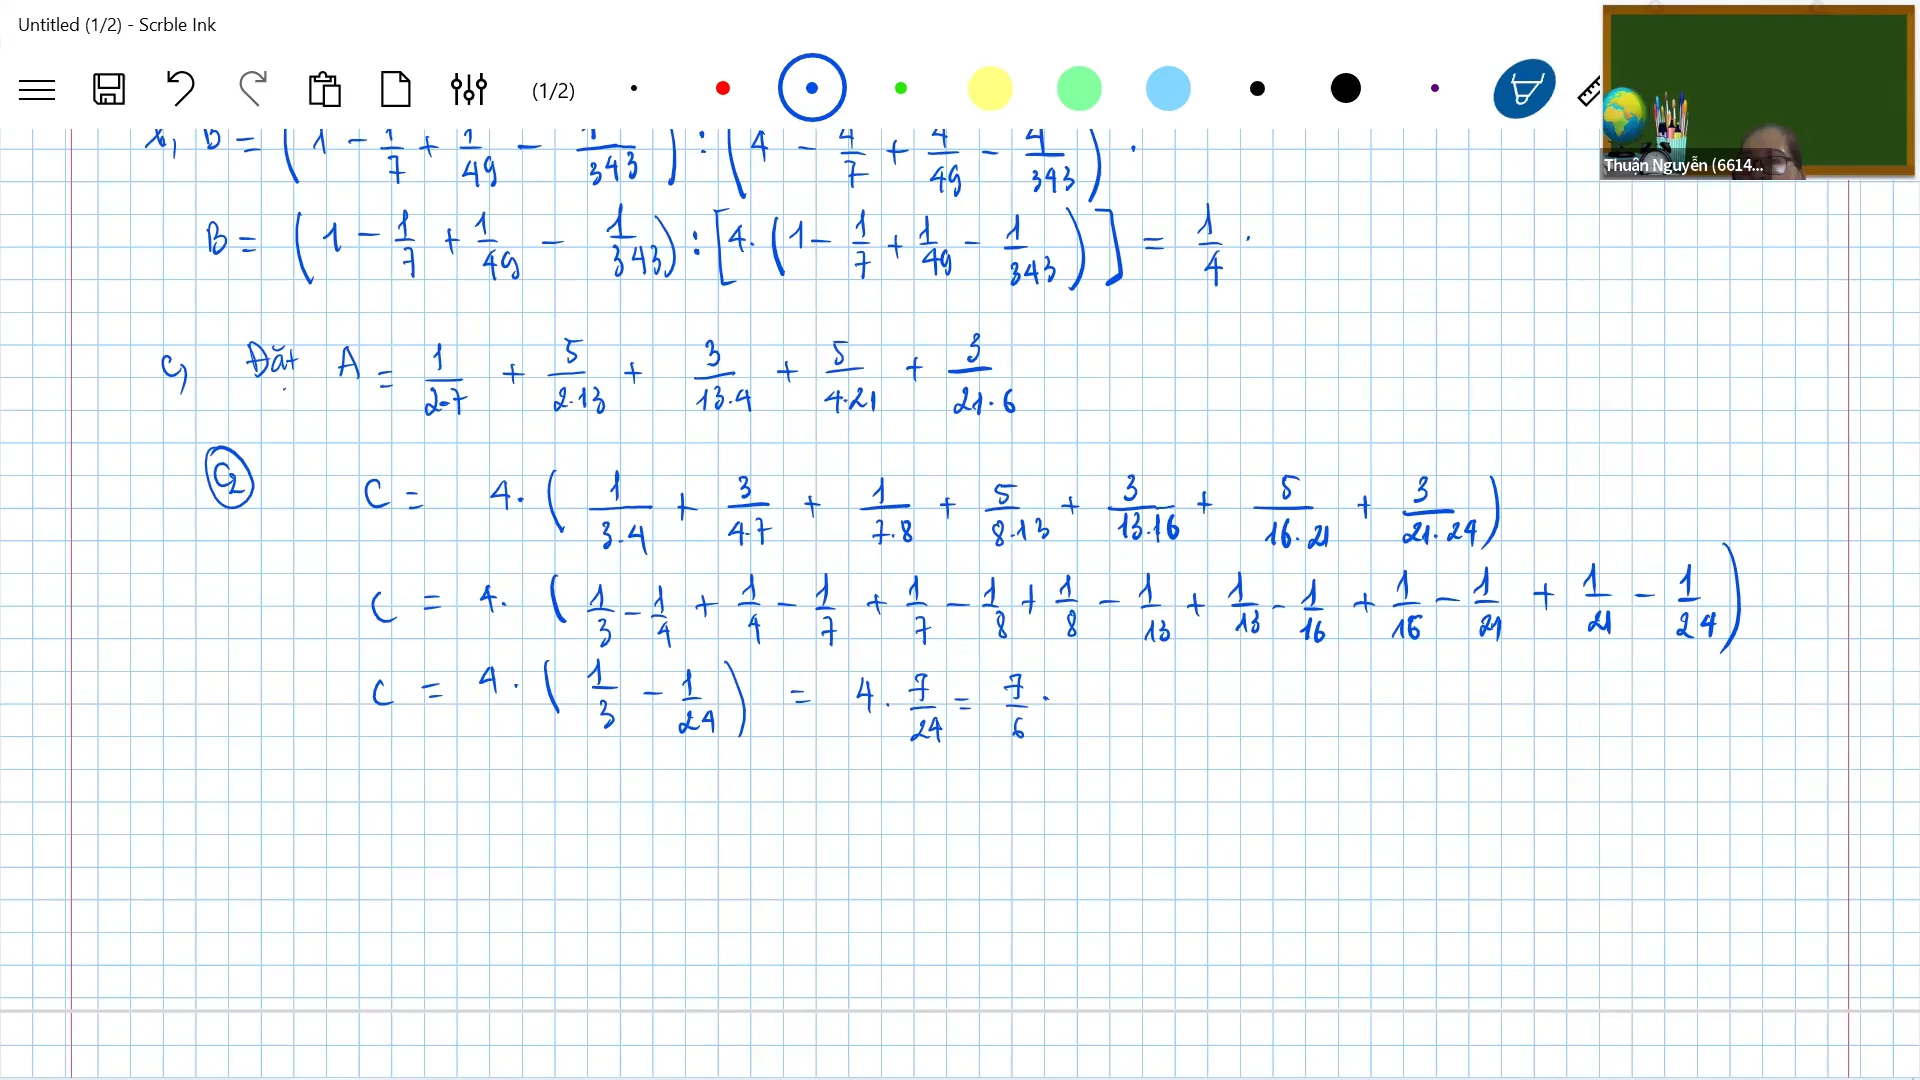 Untitled (1/2) - Scrble Ink
(1/2)
Thuận Nguyễn (6614...
B = (1 - 1/7 + 1/49 - 1/343) : (4 - 4/7 + 4/49 - 4/343) .
B = (1 - 1/7 + 1/49 - 1/343) : [4. (1 - 1/7 + 1/49 - 1/343)] = 1/4 .
c, Đặt A = 1/2.7 + 5/2.13 + 3/13.4 + 5/4.21 + 3/21.6
C2
C = 4. (1/3.4 + 3/4.7 + 1/7.8 + 5/8.13 + 3/13.16 + 5/16.21 + 3/21.24)
C = 4. (1/3 - 1/4 + 1/4 - 1/7 + 1/7 - 1/8 + 1/8 - 1/13 + 1/13 - 1/16 + 1/16 - 1/21 + 1/21 - 1/24)
C = 4. (1/3 - 1/24) = 4. 7/24 = 7/6 .